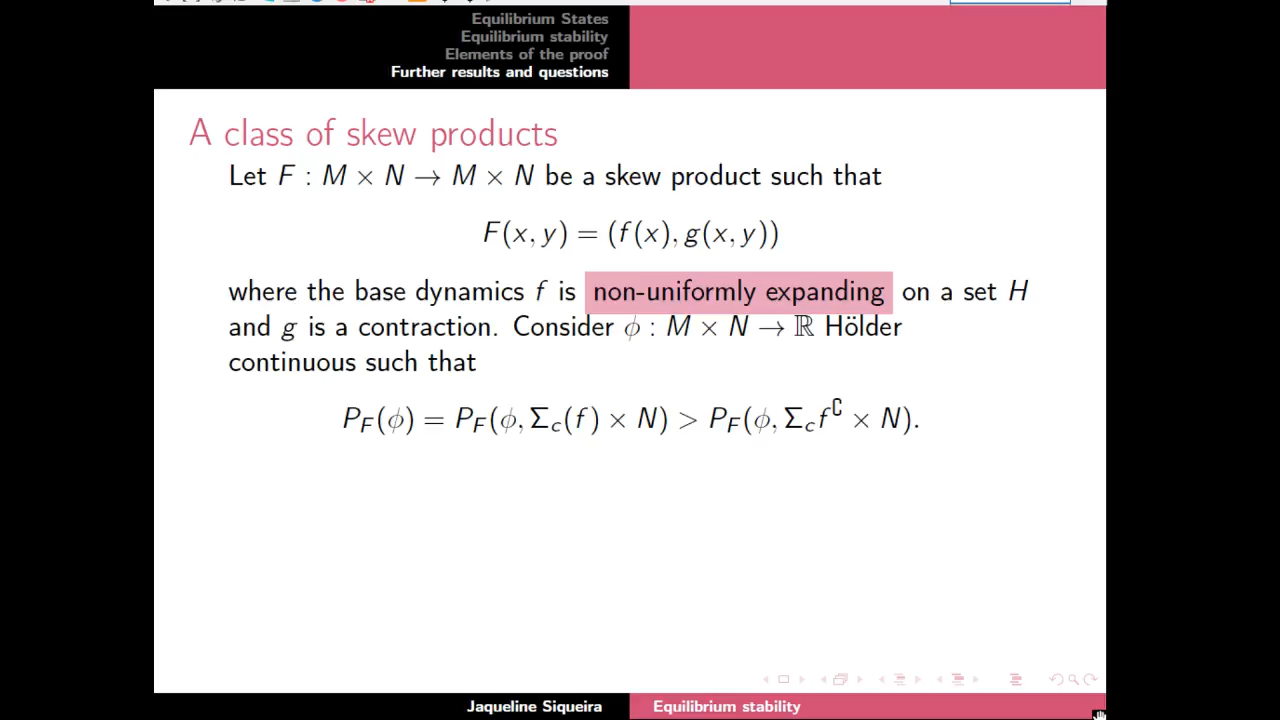 Equilibrium States
Equilibrium stability
Elements of the proof
Further results and questions
A class of skew products
Let F : M × N → M × N be a skew product such that
F(x, y) = (f(x), g(x, y))
where the base dynamics f is non-uniformly expanding on a set H
and g is a contraction. Consider ϕ : M × N → ℝ Hölder
continuous such that
P_F(ϕ) = P_F(ϕ, Σ_c(f) × N) > P_F(ϕ, Σ_c f^∁ × N).
Jaqueline Siqueira
Equilibrium stability